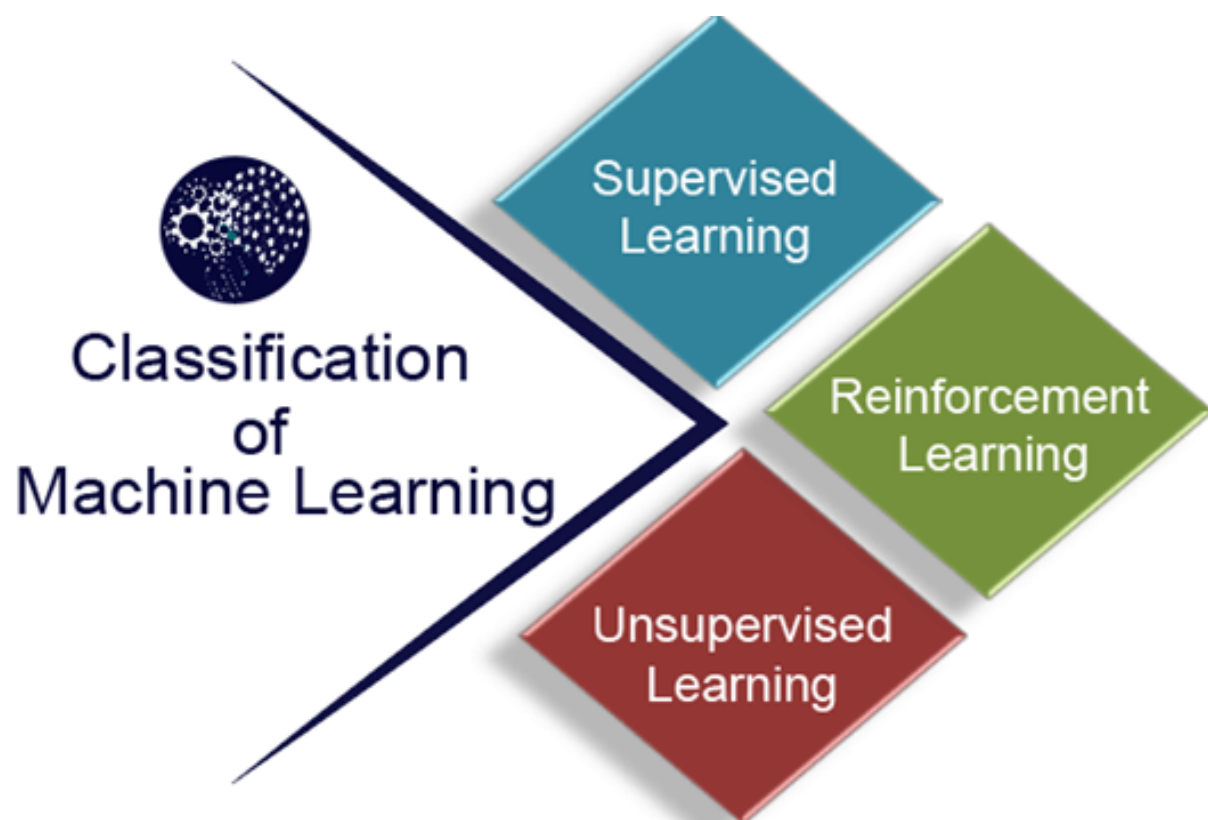 Classification
of
Machine Learning
Supervised
Learning
Reinforcement
Learning
Unsupervised
Learning